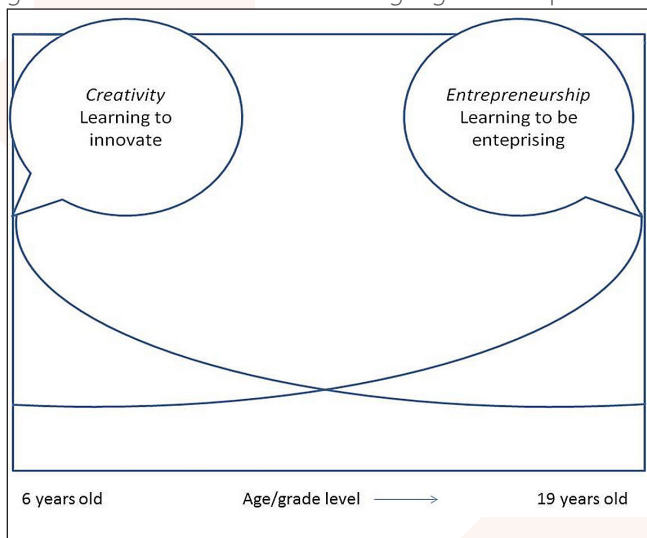 Creativity
Learning to
innovate
Entrepreneurship
Learning to be
enteprising
6 years old
Age/grade level
19 years old